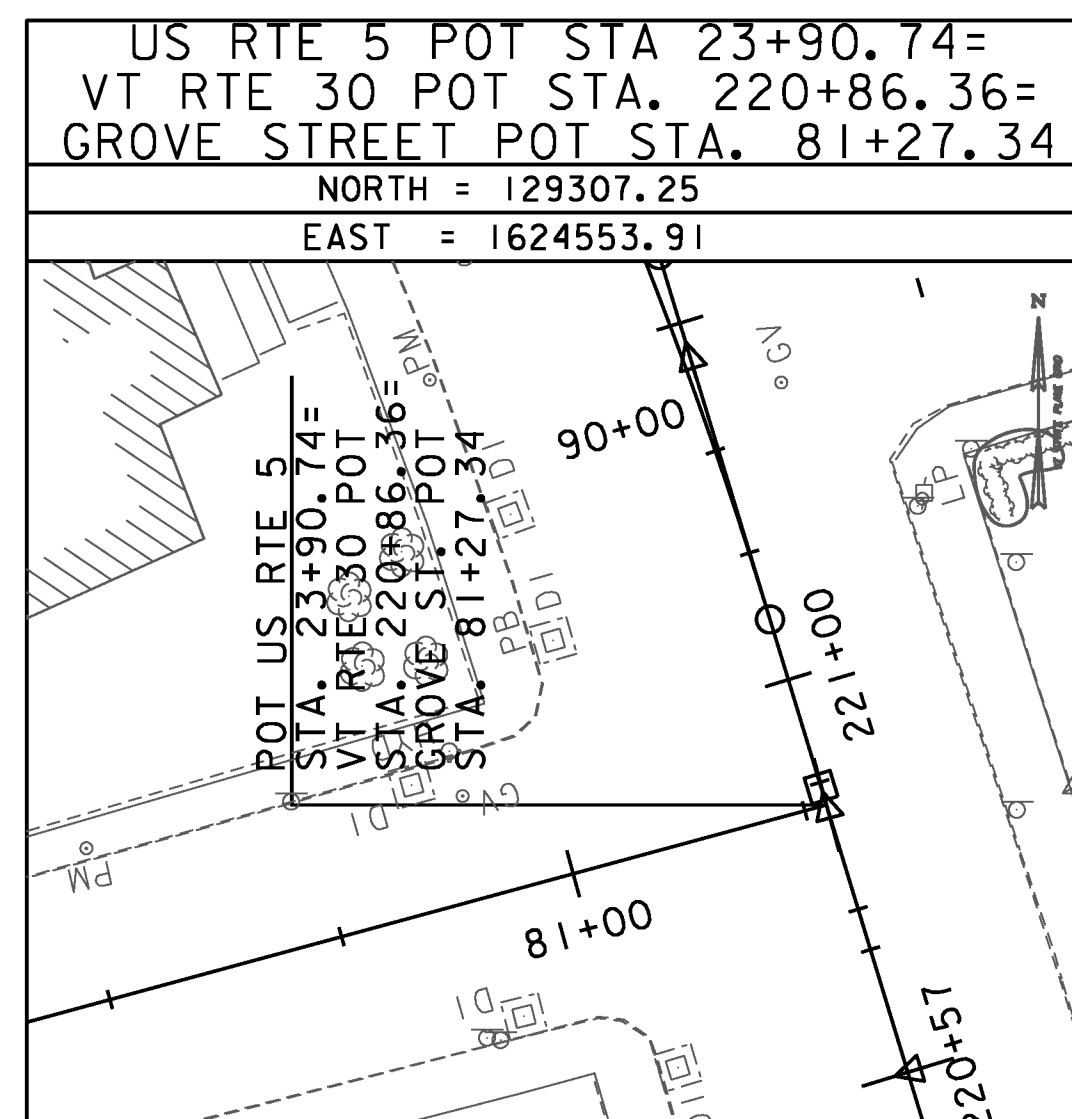 US RTE 5 POT STA 23+90.74=
VT RTE 30 POT STA. 220+86.36=
GROVE STREET POT STA. 81+27.34
NORTH = 129307.25
EAST = 1624553.91
N
GV
PM
90+00
POT US RTE 5
STA. 23+90.74=
VT RTE 30 POT
STA. 220+86.36=
GROVE ST. POT
STA. 81+27.34
DI
LP
DI
PB
221+00
GV
DI
PM
81+00
DI
220+57
DI